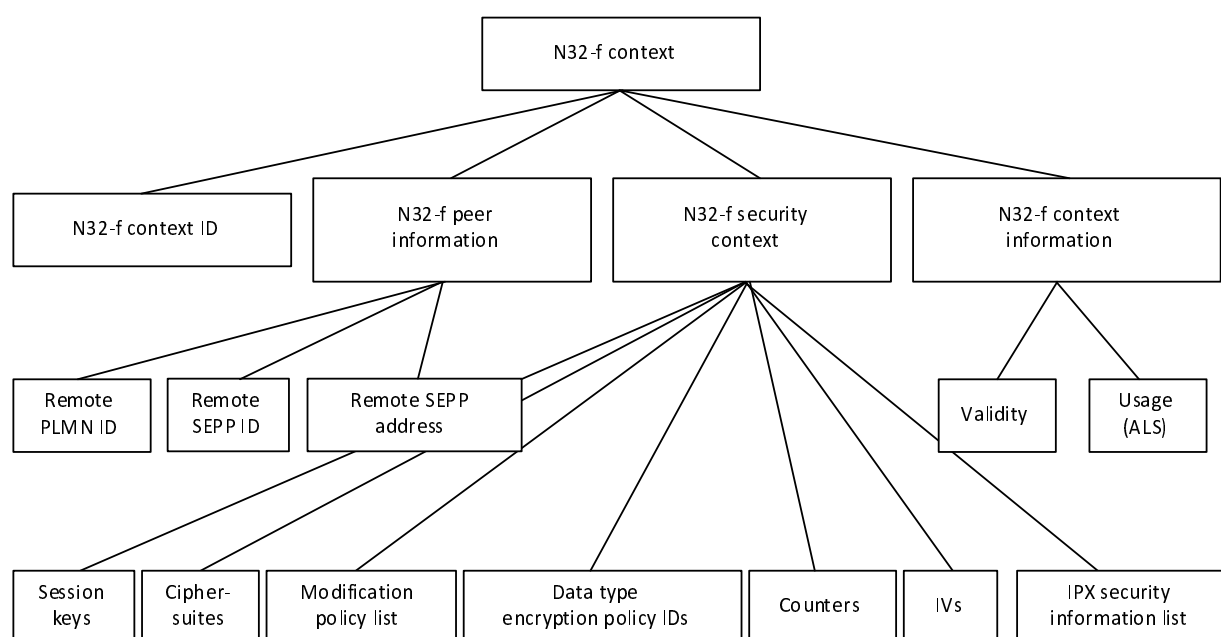 N32-f context
N32-f context ID
N32-f peer
information
N32-f security
context
N32-f context
information
Remote
PLMN ID
Remote
SEPP ID
Remote SEPP
address
Validity
Usage
(ALS)
Session
keys
Cipher-
suites
Modification
policy list
Data type
encryption policy IDs
Counters
IVs
IPX security
information list